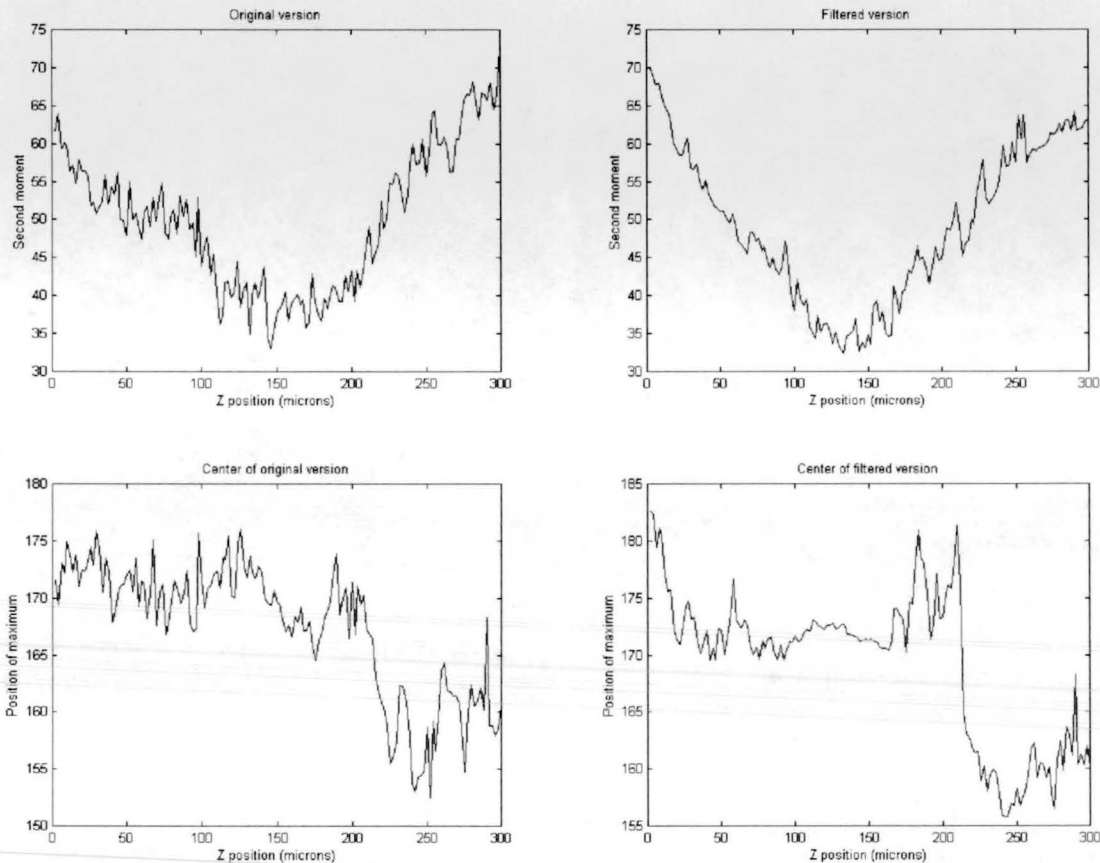 Original version
75
70
65
60
55
50
45
40
35
30
Second moment
0 50 100 150 200 250 300
Z position (microns)
Filtered version
75
70
65
60
55
50
45
40
35
30
Second moment
0 50 100 150 200 250 300
Z position (microns)
Center of original version
180
175
170
165
160
155
150
Position of maximum
0 50 100 150 200 250 300
Z position (microns)
Center of filtered version
185
180
175
170
165
160
155
Position of maximum
0 50 100 150 200 250 300
Z position (microns)